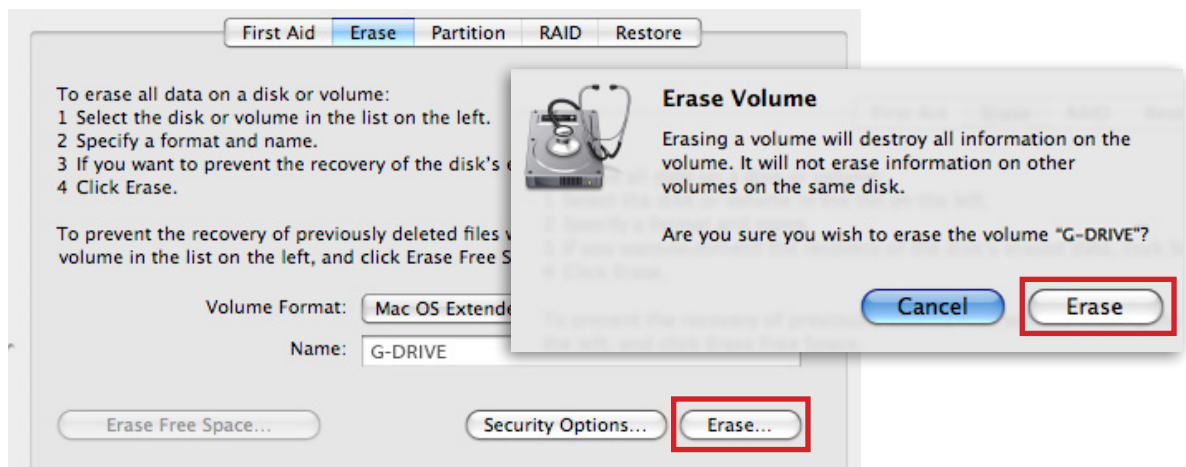 First Aid Erase Partition RAID Restore
To erase all data on a disk or volume:
1 Select the disk or volume in the list on the left.
2 Specify a format and name.
3 If you want to prevent the recovery of the disk's
4 Click Erase.
To prevent the recovery of previously deleted files
volume in the list on the left, and click Erase Free
Volume Format: Mac OS
Name: G-DRIVE
Erase Free Space... Security Options... Erase...
Erase Volume
Erasing a volume will destroy all information on the
volume. It will not erase information on other
volumes on the same disk.
Are you sure you wish to erase the volume "G-DRIVE"?
Cancel Erase